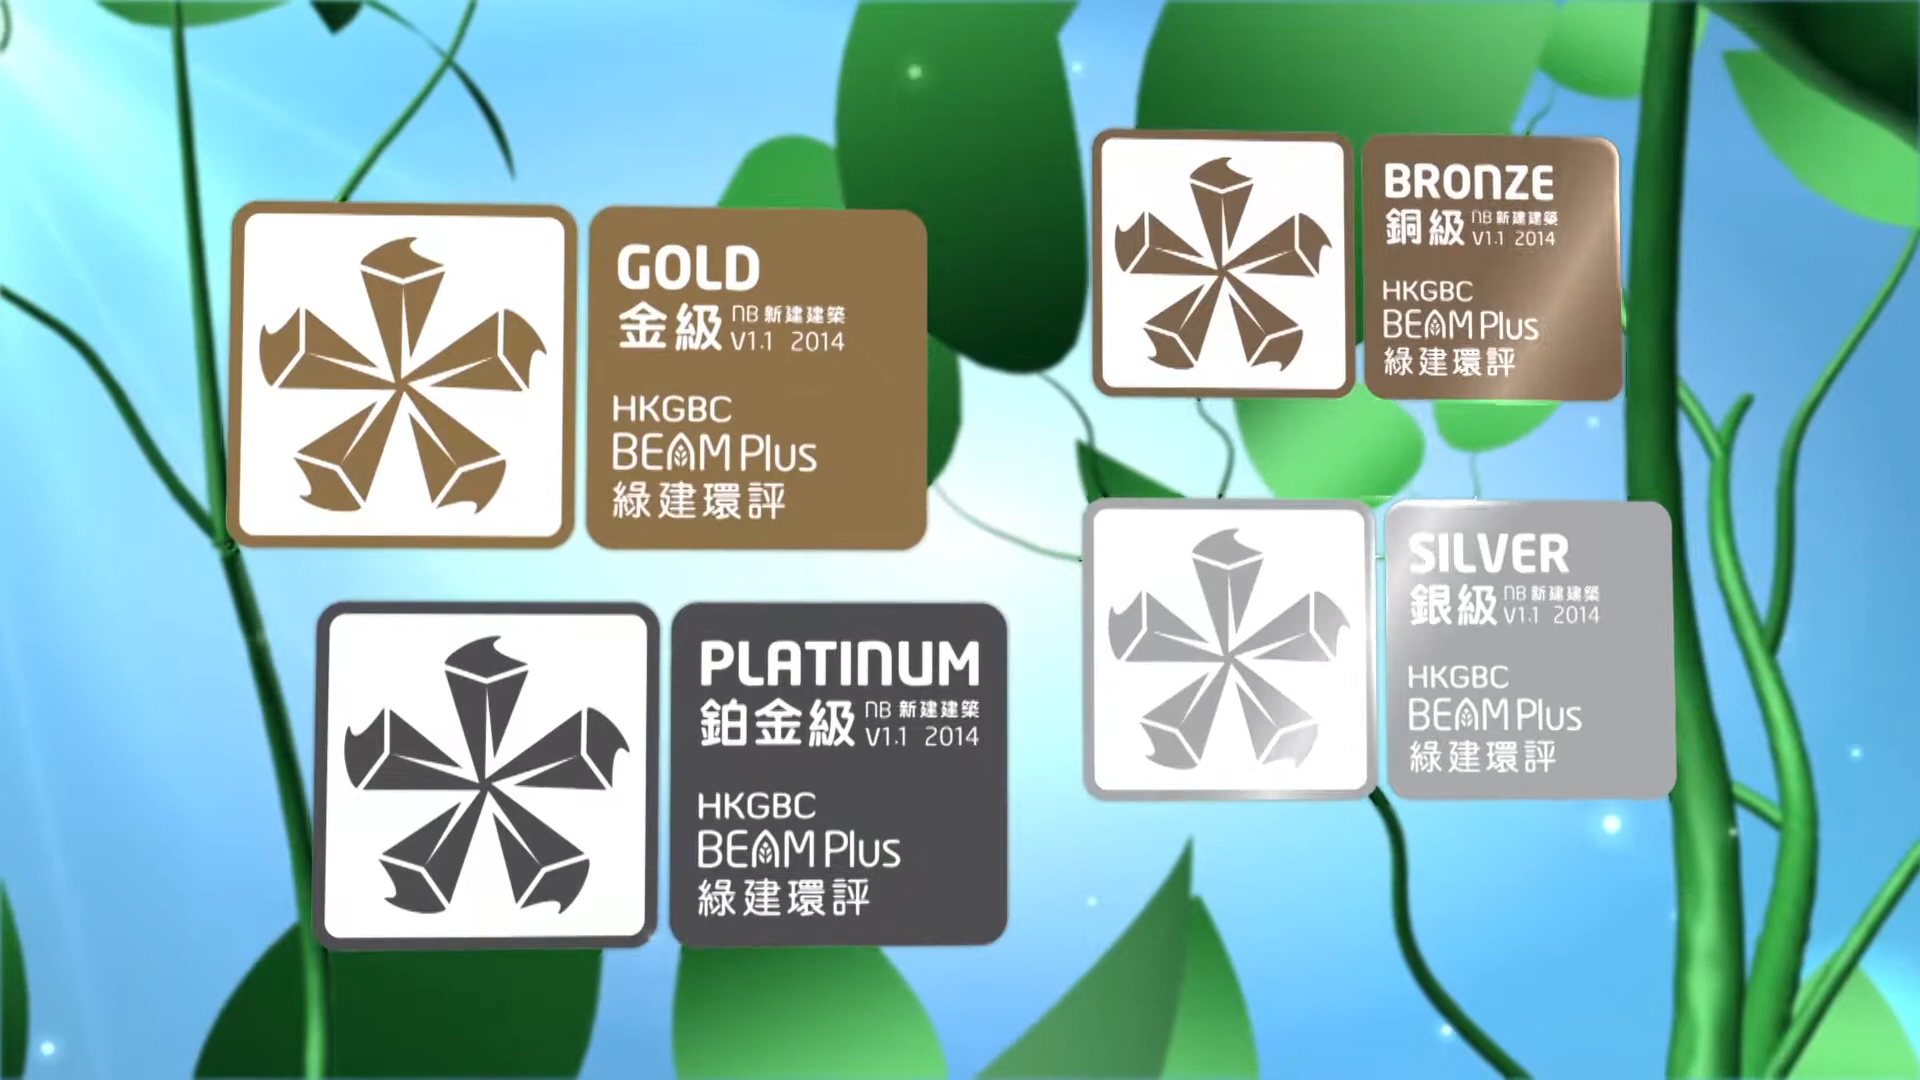 GOLD
金級 NB 新建建築
V1.1 2014
HKGBC
BEAM Plus
綠建環評
BRONZE
銅級 NB 新建建築
V1.1 2014
HKGBC
BEAM Plus
綠建環評
PLATINUM
鉑金級 NB 新建建築
V1.1 2014
HKGBC
BEAM Plus
綠建環評
SILVER
銀級 NB 新建建築
V1.1 2014
HKGBC
BEAM Plus
綠建環評